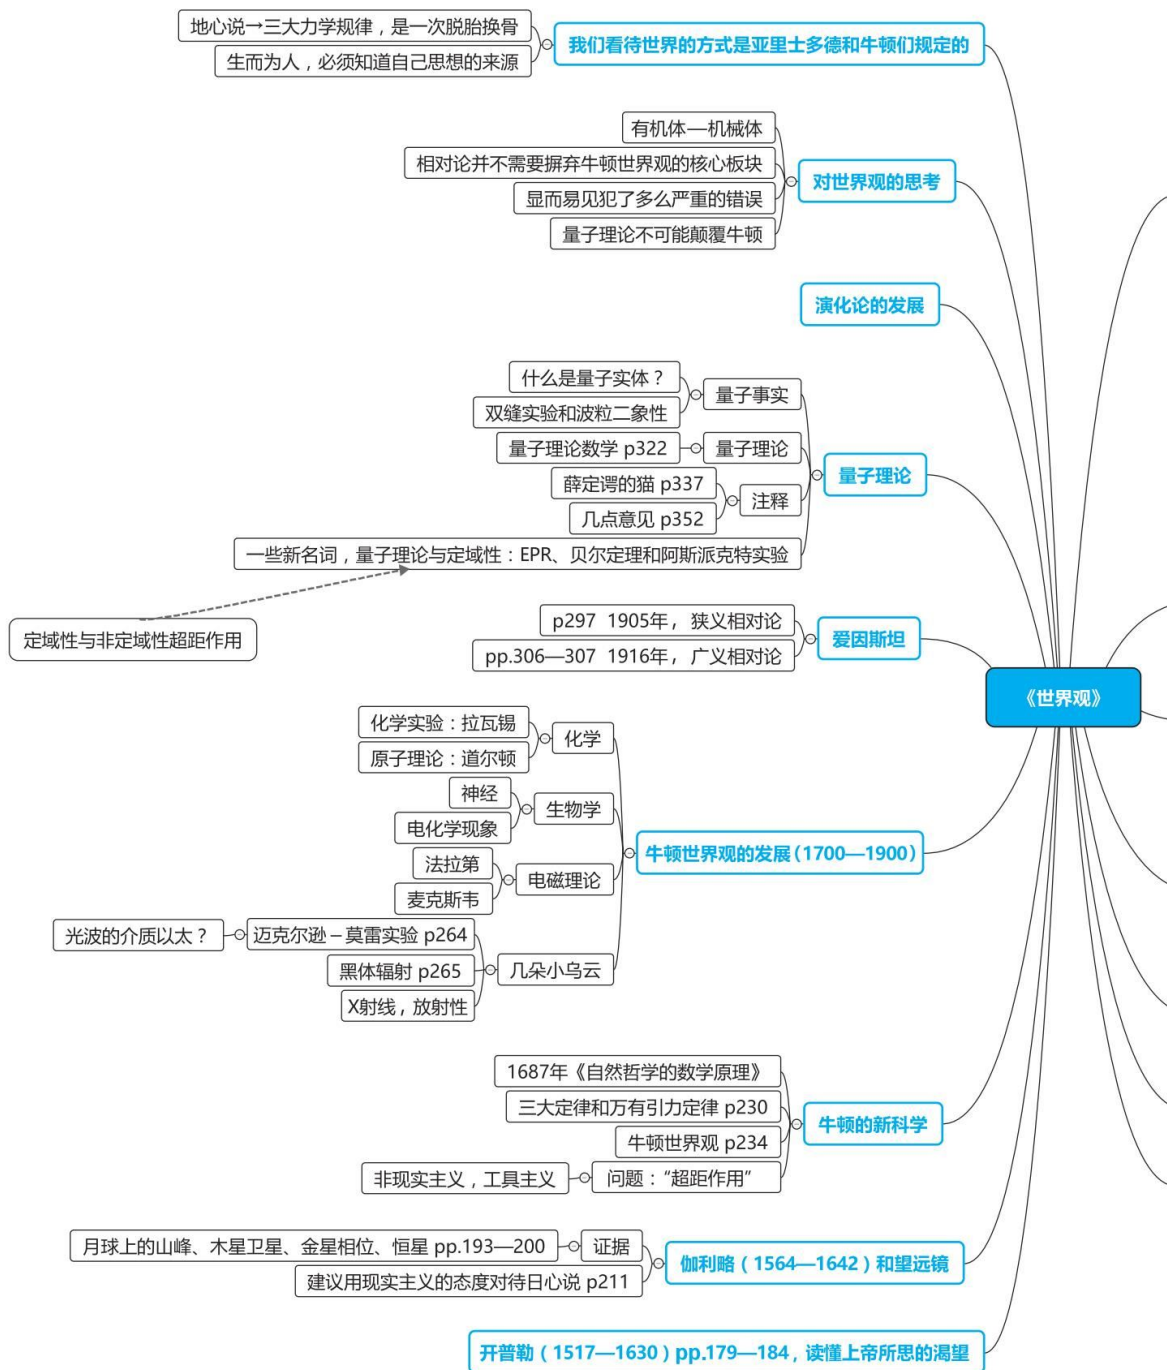 地心说→三大力学规律，是一次脱胎换骨
我们看待世界的方式是亚里士多德和牛顿们规定的
生而为人，必须知道自己思想的来源
有机体—机械体
相对论并不需要摒弃牛顿世界观的核心板块
对世界观的思考
显而易见犯了多么严重的错误
量子理论不可能颠覆牛顿
演化论的发展
什么是量子实体？
量子事实
双缝实验和波粒二象性
量子理论数学 p322
量子理论
量子理论
薛定谔的猫 p337
注释
几点意见 p352
一些新名词，量子理论与定域性：EPR、贝尔定理和阿斯派克特实验
定域性与非定域性超距作用
p297 1905年， 狭义相对论
爱因斯坦
pp.306—307 1916年， 广义相对论
《世界观》
化学实验：拉瓦锡
化学
原子理论：道尔顿
神经
生物学
电化学现象
牛顿世界观的发展(1700—1900)
法拉第
电磁理论
麦克斯韦
光波的介质以太？
迈克尔逊–莫雷实验 p264
黑体辐射 p265
几朵小乌云
X射线，放射性
1687年《自然哲学的数学原理》
三大定律和万有引力定律 p230
牛顿的新科学
牛顿世界观 p234
非现实主义，工具主义
问题：“超距作用”
月球上的山峰、木星卫星、金星相位、恒星 pp.193—200
证据
伽利略（1564—1642）和望远镜
建议用现实主义的态度对待日心说 p211
开普勒（1517—1630）pp.179—184，读懂上帝所思的渴望